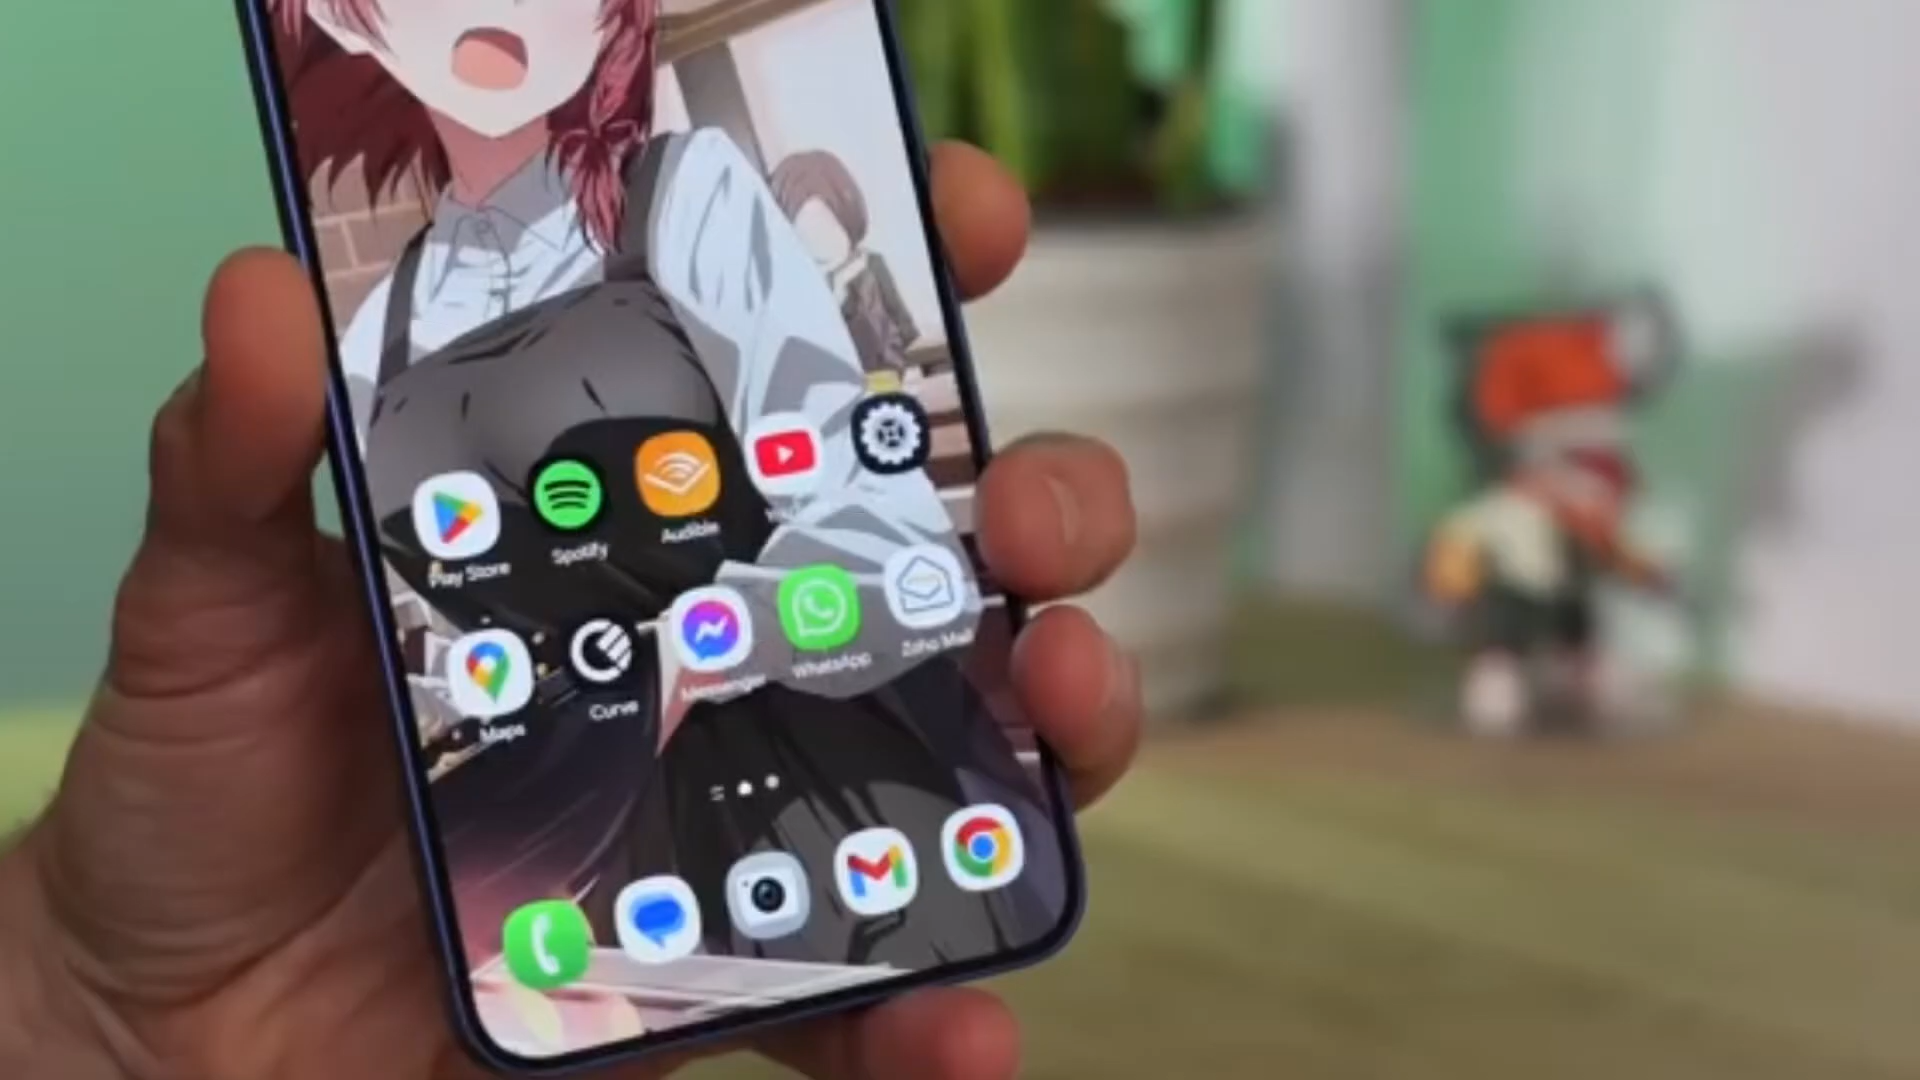 Play Store
Spotify
Audible
Maps
Curve
Messenger
WhatsApp
Zoho Mail